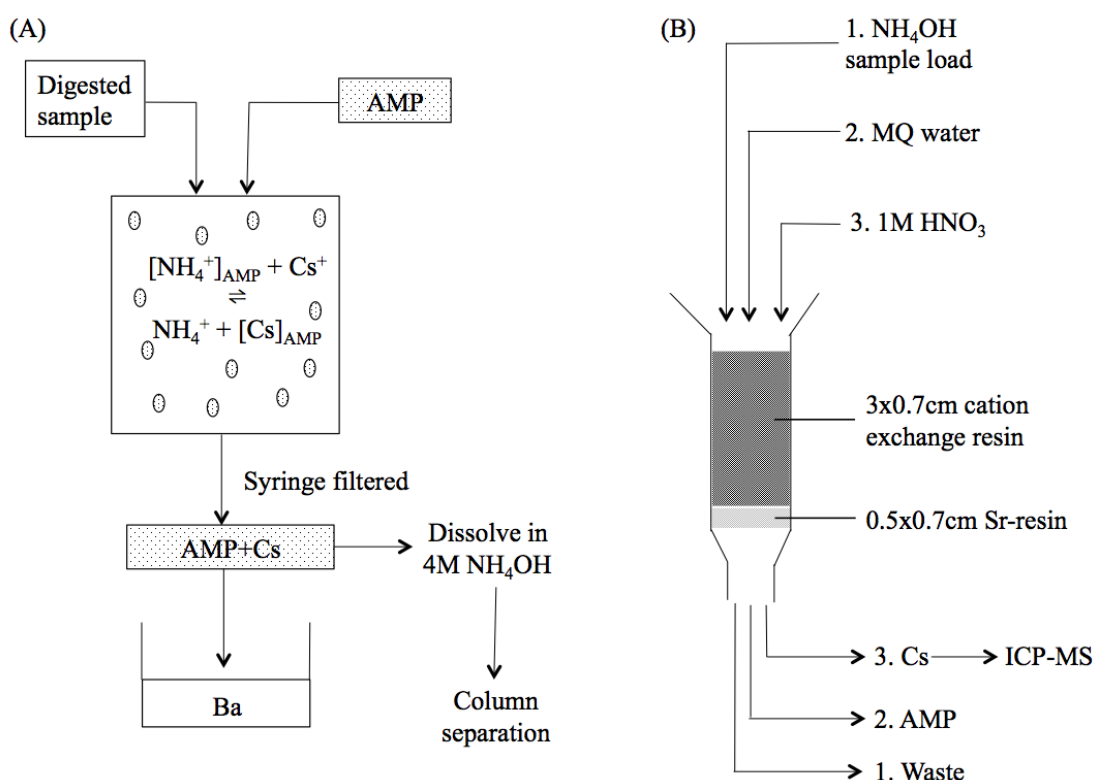 (A)
Digested
sample
AMP
[NH₄⁺]AMP + Cs⁺
⇌
NH₄⁺ + [Cs]AMP
Syringe filtered
AMP+Cs
Dissolve in
4M NH₄OH
Ba
Column
separation
(B)
1. NH₄OH
sample load
2. MQ water
3. 1M HNO₃
3x0.7cm cation
exchange resin
0.5x0.7cm Sr-resin
3. Cs
ICP-MS
2. AMP
1. Waste